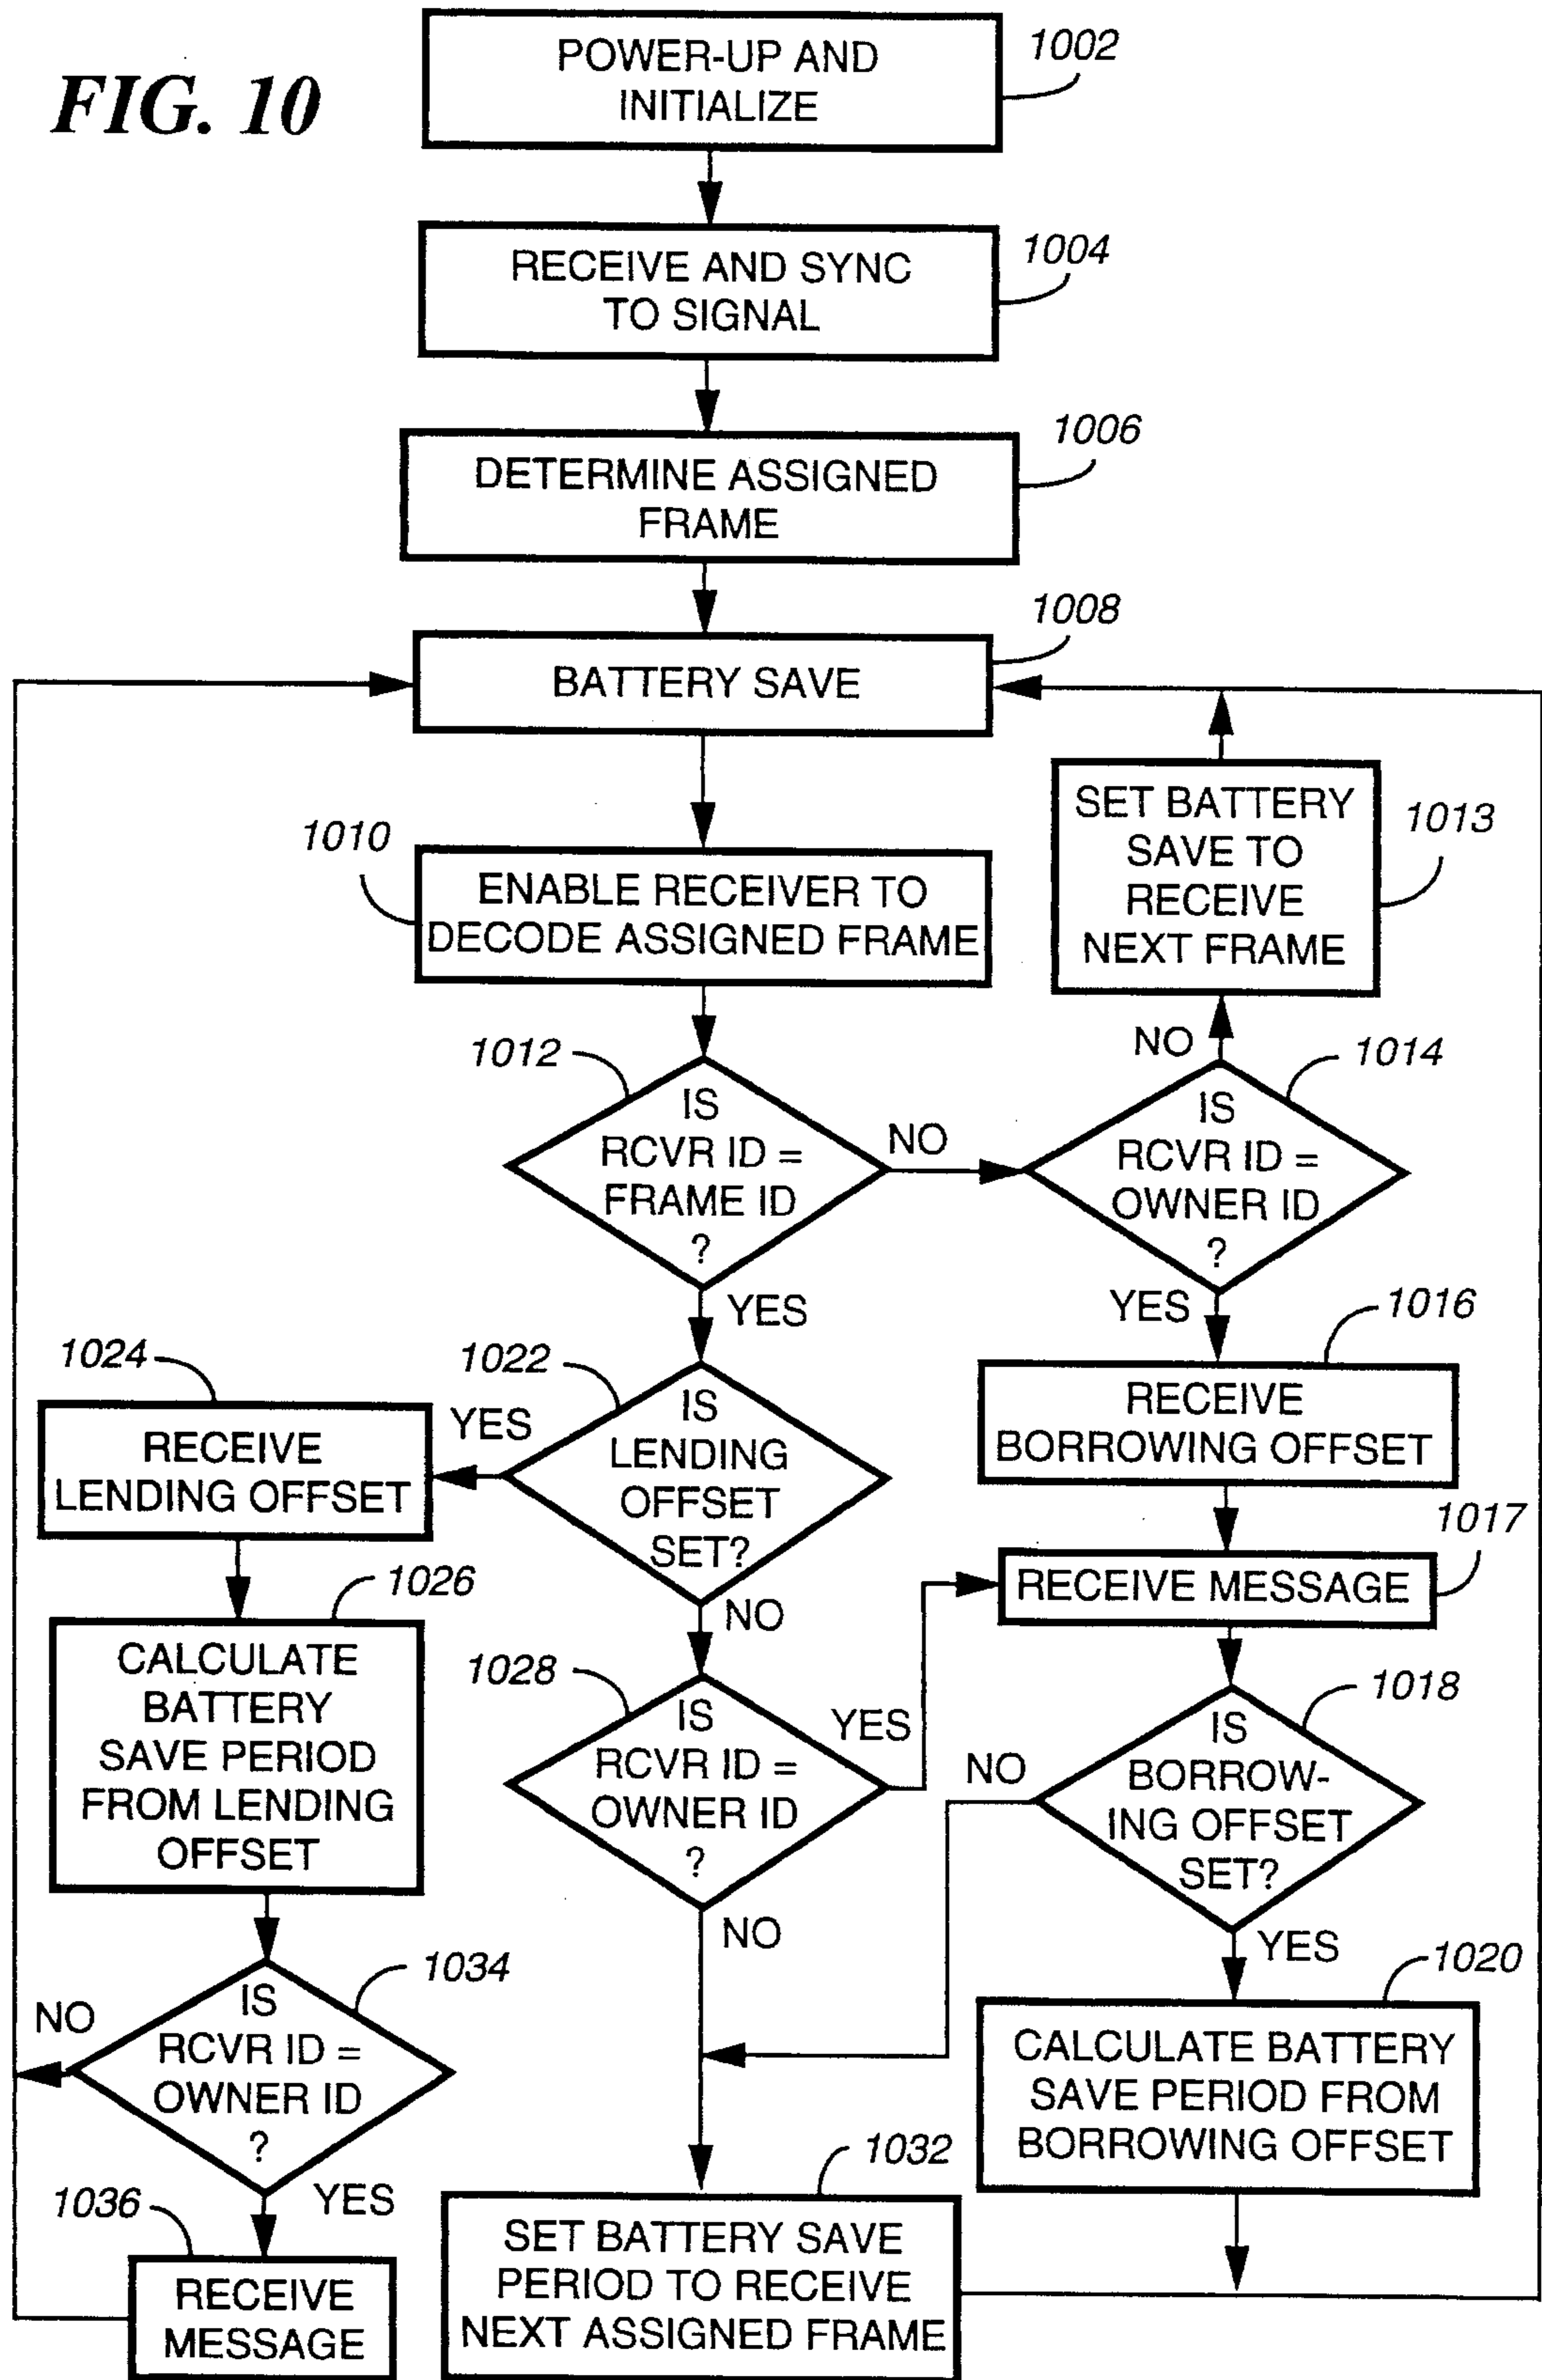 FIG. 10
POWER-UP AND
INITIALIZE
1002
RECEIVE AND SYNC
TO SIGNAL
1004
DETERMINE ASSIGNED
FRAME
1006
BATTERY SAVE
1008
1010
ENABLE RECEIVER TO
DECODE ASSIGNED FRAME
SET BATTERY
SAVE TO
RECEIVE
NEXT FRAME
1013
1012
IS
RCVR ID =
FRAME ID
?
NO
YES
NO
1014
IS
RCVR ID =
OWNER ID
?
YES
1016
RECEIVE
BORROWING OFFSET
1024
RECEIVE
LENDING OFFSET
YES
1022
IS
LENDING
OFFSET
SET?
NO
1017
RECEIVE MESSAGE
1026
CALCULATE
BATTERY
SAVE PERIOD
FROM LENDING
OFFSET
1028
IS
RCVR ID =
OWNER ID
?
YES
NO
1018
IS
BORROW-
ING OFFSET
SET?
NO
YES
1034
IS
RCVR ID =
OWNER ID
?
NO
YES
1020
CALCULATE BATTERY
SAVE PERIOD FROM
BORROWING OFFSET
1036
RECEIVE
MESSAGE
1032
SET BATTERY SAVE
PERIOD TO RECEIVE
NEXT ASSIGNED FRAME